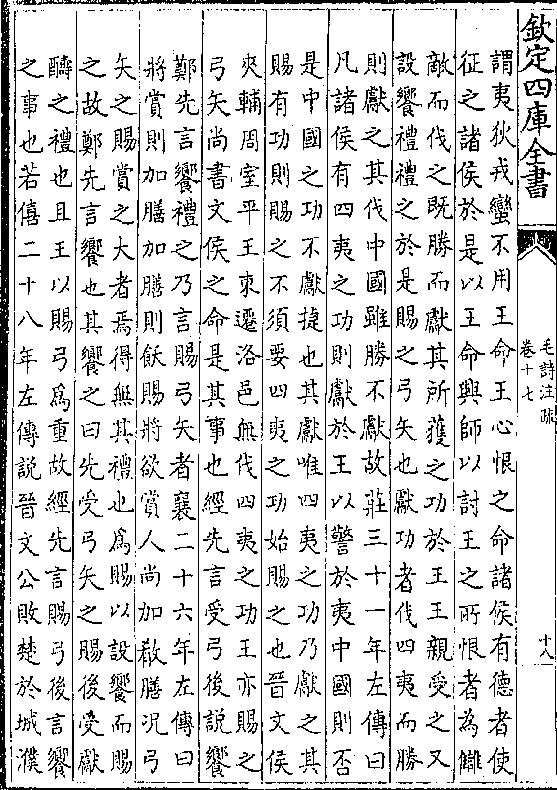 欽定四庫全書
毛詩注疏
卷十七
十八
謂夷狄戎蠻不用王命王心恨之命諸侯有德者使
征之諸侯於是以王命興師以討王之所恨者為讎
敵而伐之既勝而獻其所獲之功於王王親受之又
設饗禮禮之於是賜之弓矢也獻功者伐四夷而勝
則獻之其伐中國雖勝不獻故莊三十一年左傳曰
凡諸侯有四夷之功則獻於王以警於夷中國則否
是中國之功不獻捷也其獻唯四夷之功乃獻之其
賜有功則賜之不須要四夷之功始賜之也晉文侯
夾輔周室平王東遷洛邑無伐四夷之功王亦賜之
弓矢尚書文侯之命是其事也經先言受弓後說饗
鄭先言饗禮之乃言賜弓矢者襄二十六年左傳曰
將賞則加膳加膳則飫賜將欲賞人尚加殽膳況弓
矢之賜賞之大者焉得無其禮也為賜以設饗而賜
之故鄭先言饗也其饗之日先受弓矢之賜後受獻
醻之禮也且王以賜弓為重故經先言賜弓後言饗
之事也若僖二十八年左傳說晉文公敗楚於城濮